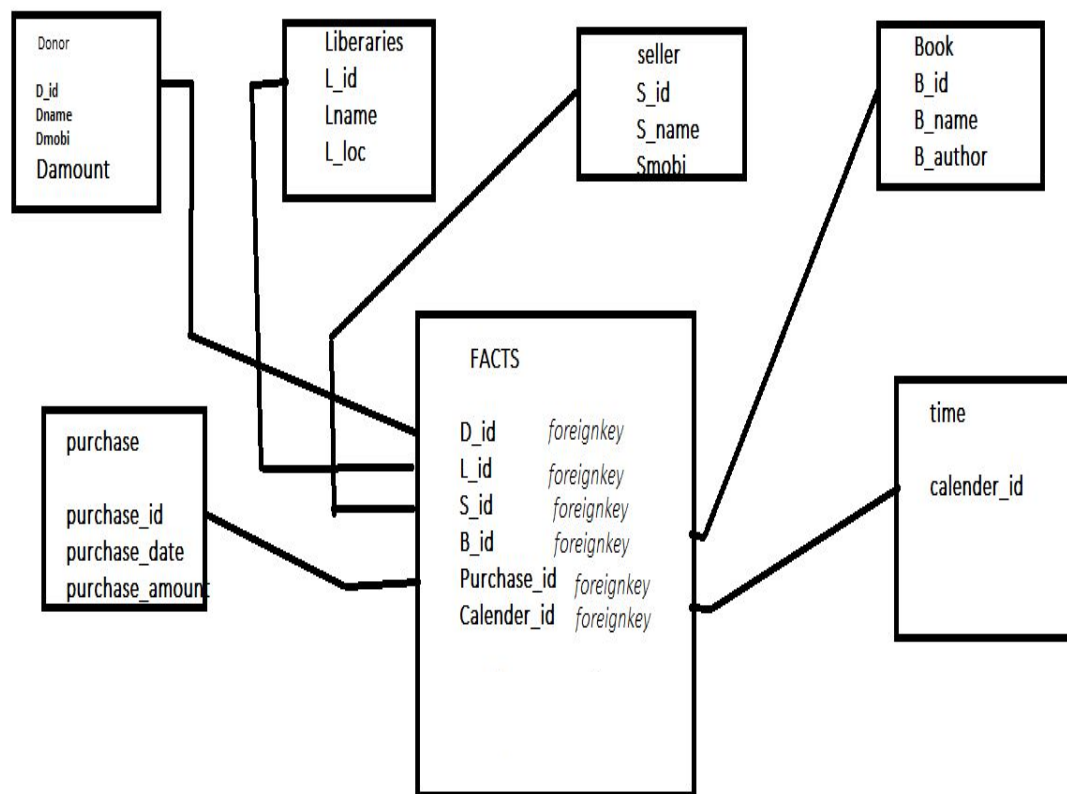 Donor
D_id
Dname
Dmobi
Damount
Liberaries
L_id
Lname
L_loc
seller
S_id
S_name
Smobi
Book
B_id
B_name
B_author
purchase
purchase_id
purchase_date
purchase_amount
FACTS
D_id foreignkey
L_id foreignkey
S_id foreignkey
B_id foreignkey
Purchase_id foreignkey
Calender_id foreignkey
time
calender_id